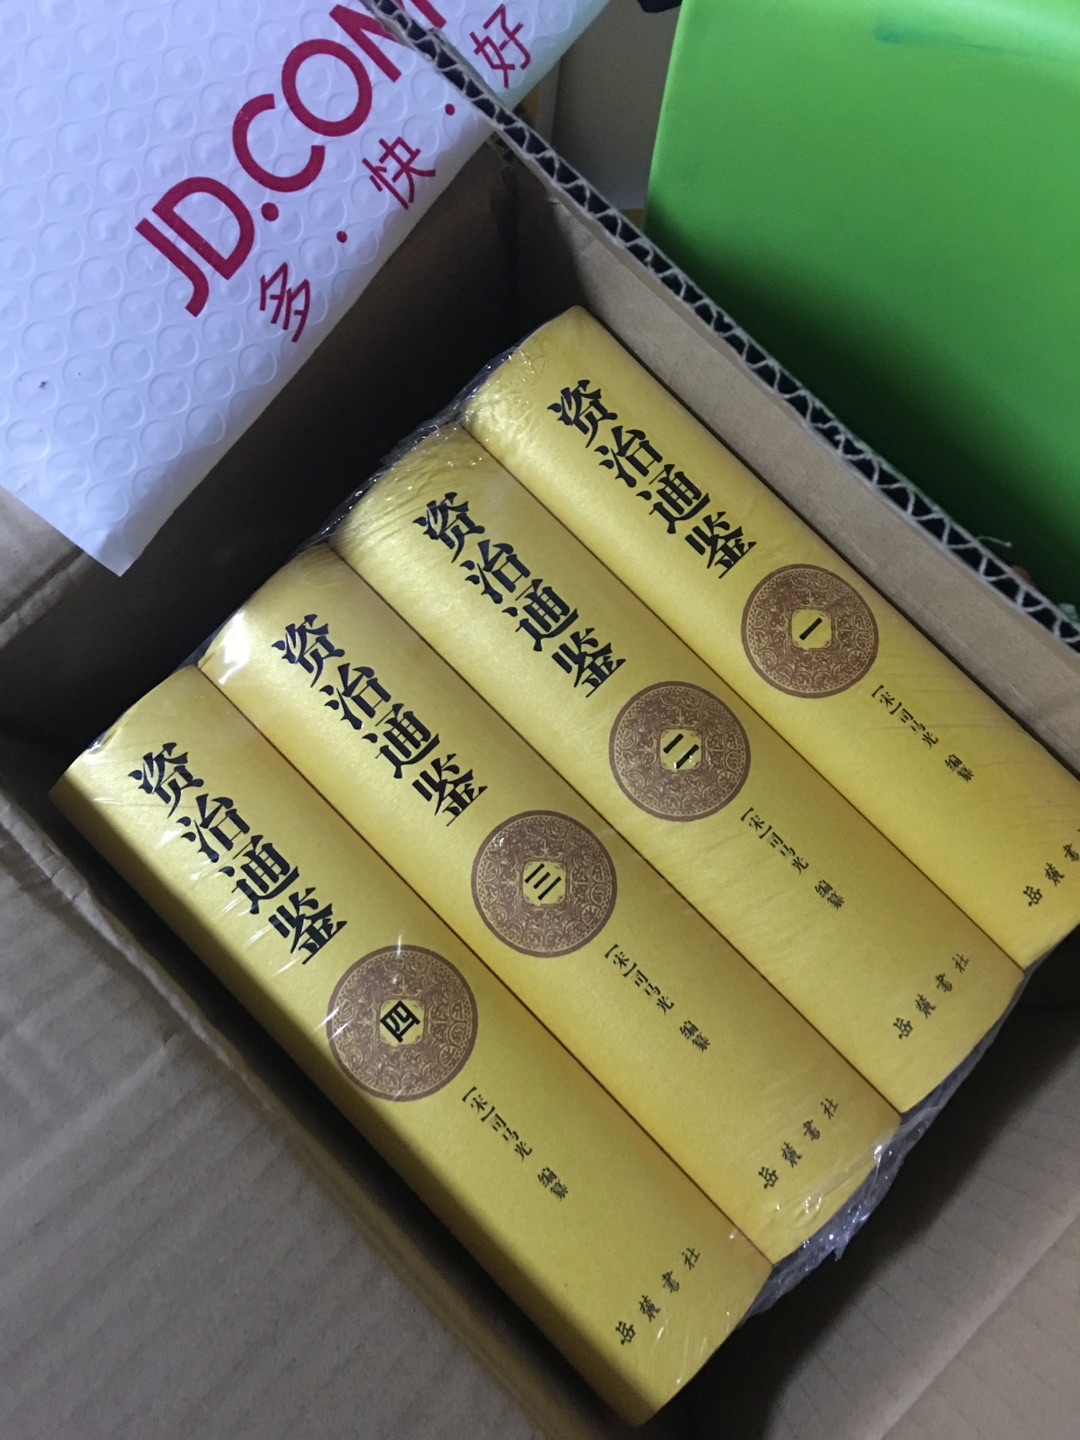 JD.COM
多·快·好
资治通鉴
一
[宋]司马光 编纂
岳麓书
资治通鉴
二
[宋]司马光 编纂
岳麓书社
资治通鉴
三
[宋]司马光 编纂
岳麓书社
资治通鉴
四
[宋]司马光 编纂
岳麓书社